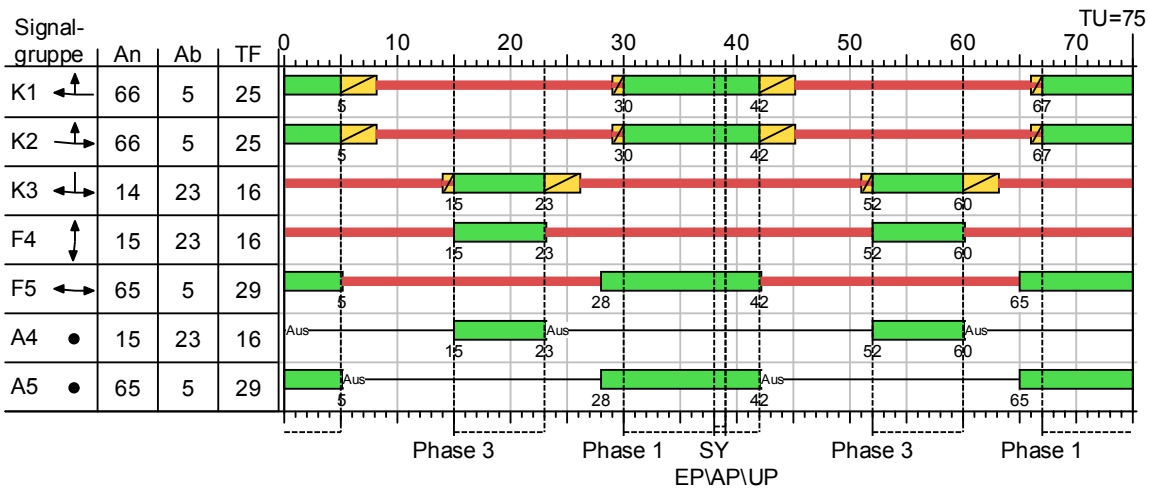 TU=75
Signal-
gruppe An Ab TF 0 10 20 30 40 50 60 70
K1 66 5 25 5 30 42 67
K2 66 5 25 5 30 42 67
K3 14 23 16 15 23 52 60
F4 15 23 16 15 23 52 60
F5 65 5 29 5 28 42 65
A4 15 23 16 Aus 15 23 Aus 52 60 Aus
A5 65 5 29 5 Aus 28 42 Aus 65
Phase 3 Phase 1 SY Phase 3 Phase 1
EP\AP\UP